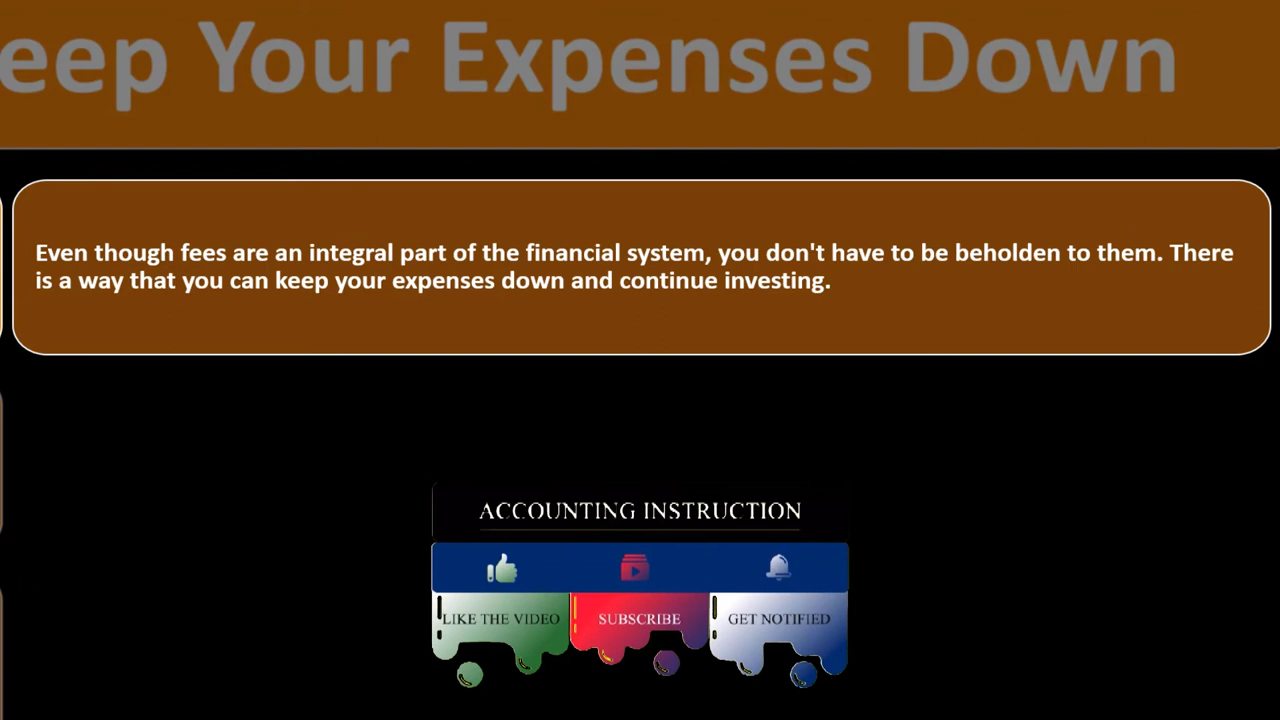 eep Your Expenses Down
Even though fees are an integral part of the financial system, you don't have to be beholden to them. There
is a way that you can keep your expenses down and continue investing.
ACCOUNTING INSTRUCTION
LIKE THE VIDEO
SUBSCRIBE
GET NOTIFIED